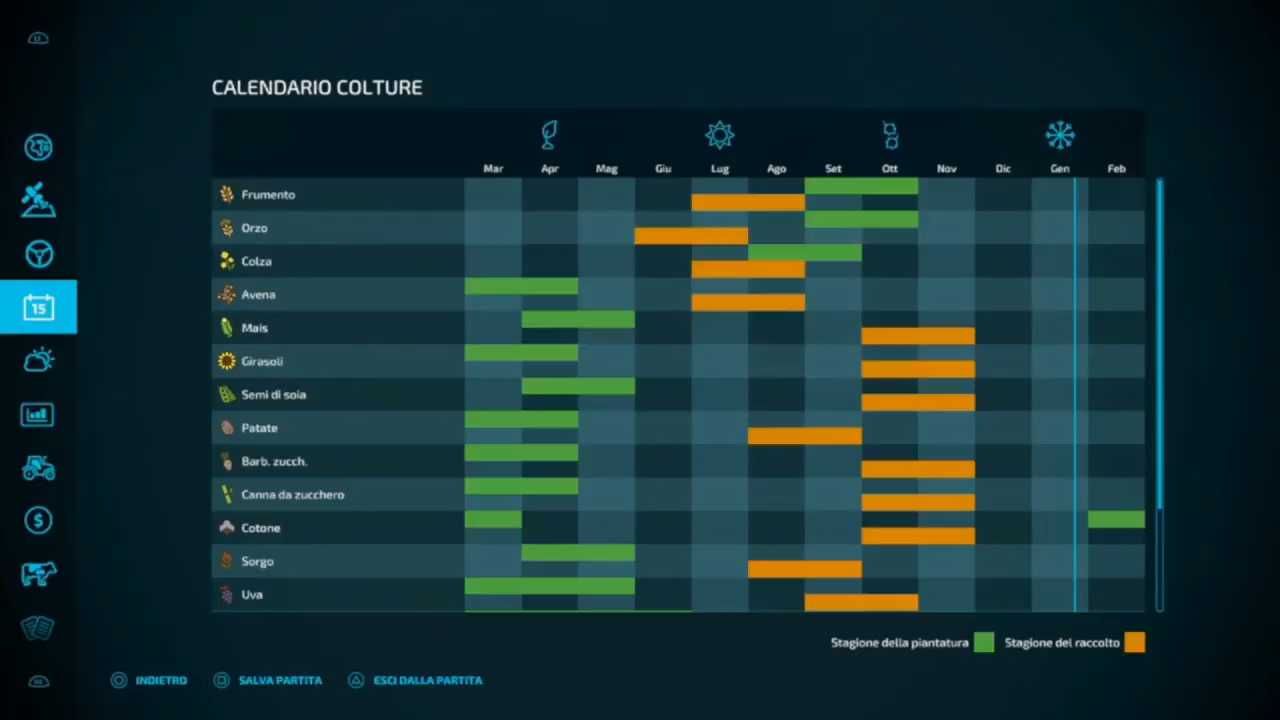 CALENDARIO COLTURE
Mar Apr Mag Giu Lug Ago Set Ott Nov Dic Gen Feb
Frumento
Orzo
Colza
Avena
15
Mais
Girasoli
Semi di soia
Patate
Barb. zucch.
Canna da zucchero
Cotone
Sorgo
Uva
Stagione della piantatura Stagione del raccolto
INDIETRO SALVA PARTITA ESCI DALLA PARTITA